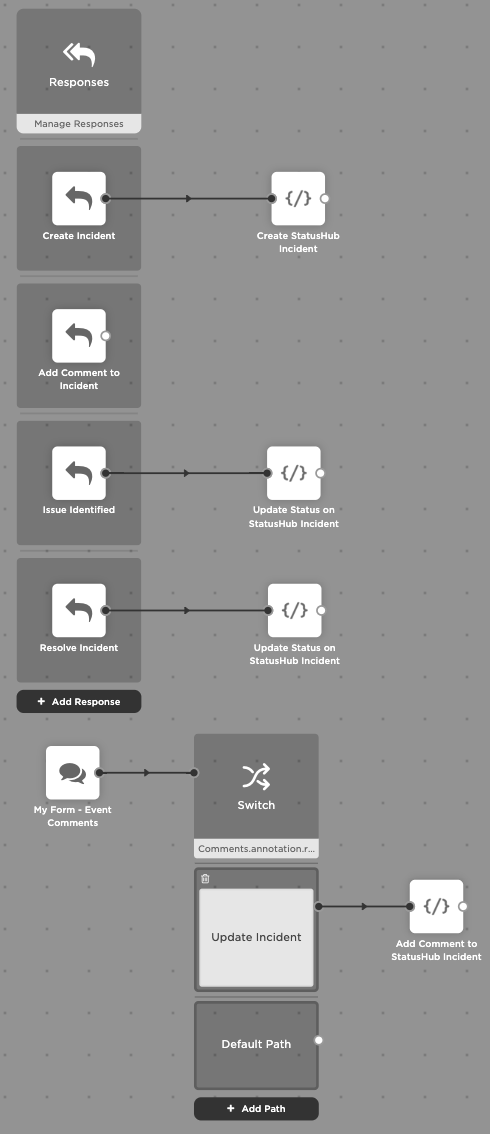 Responses
Manage Responses
Create Incident
{/}
Create StatusHub
Incident
Add Comment to
Incident
Issue Identified
{/}
Update Status on
StatusHub Incident
Resolve Incident
{/}
Update Status on
StatusHub Incident
+ Add Response
My Form - Event
Comments
Switch
Comments.annotation.r...
Update Incident
{/}
Add Comment to
StatusHub Incident
Default Path
+ Add Path